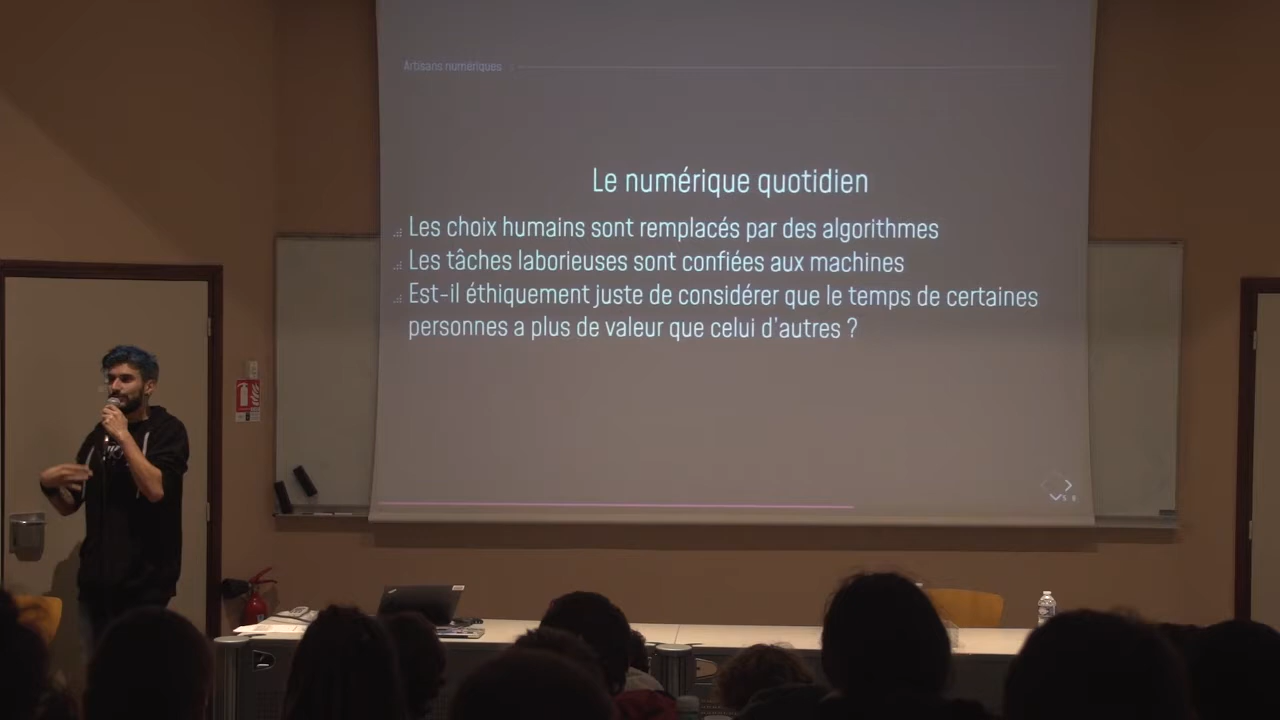 Artisans numériques
Le numérique quotidien
Les choix humains sont remplacés par des algorithmes
Les tâches laborieuses sont confiées aux machines
Est-il éthiquement juste de considérer que le temps de certaines
personnes a plus de valeur que celui d'autres ?